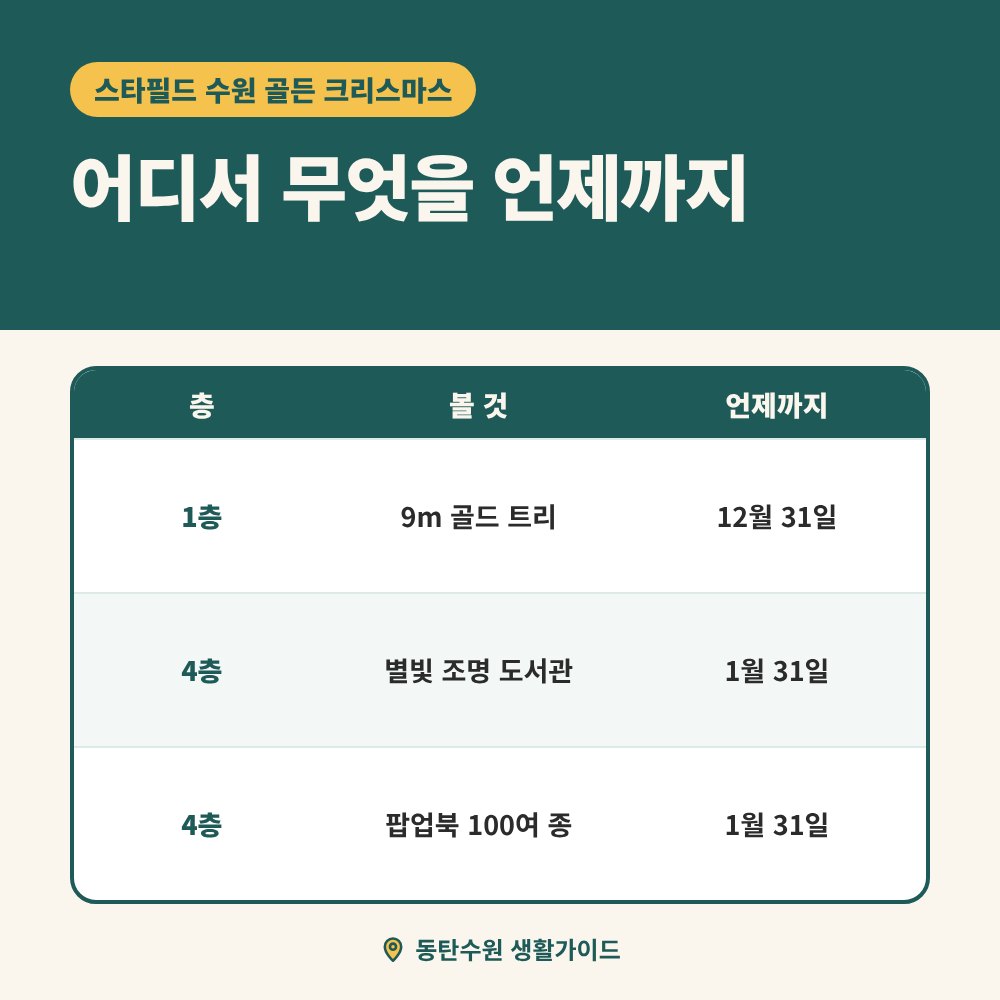 스타필드 수원 골든 크리스마스
어디서 무엇을 언제까지
층 볼 것 언제까지
1층 9m 골드 트리 12월 31일
4층 별빛 조명 도서관 1월 31일
4층 팝업북 100여 종 1월 31일
동탄수원 생활가이드